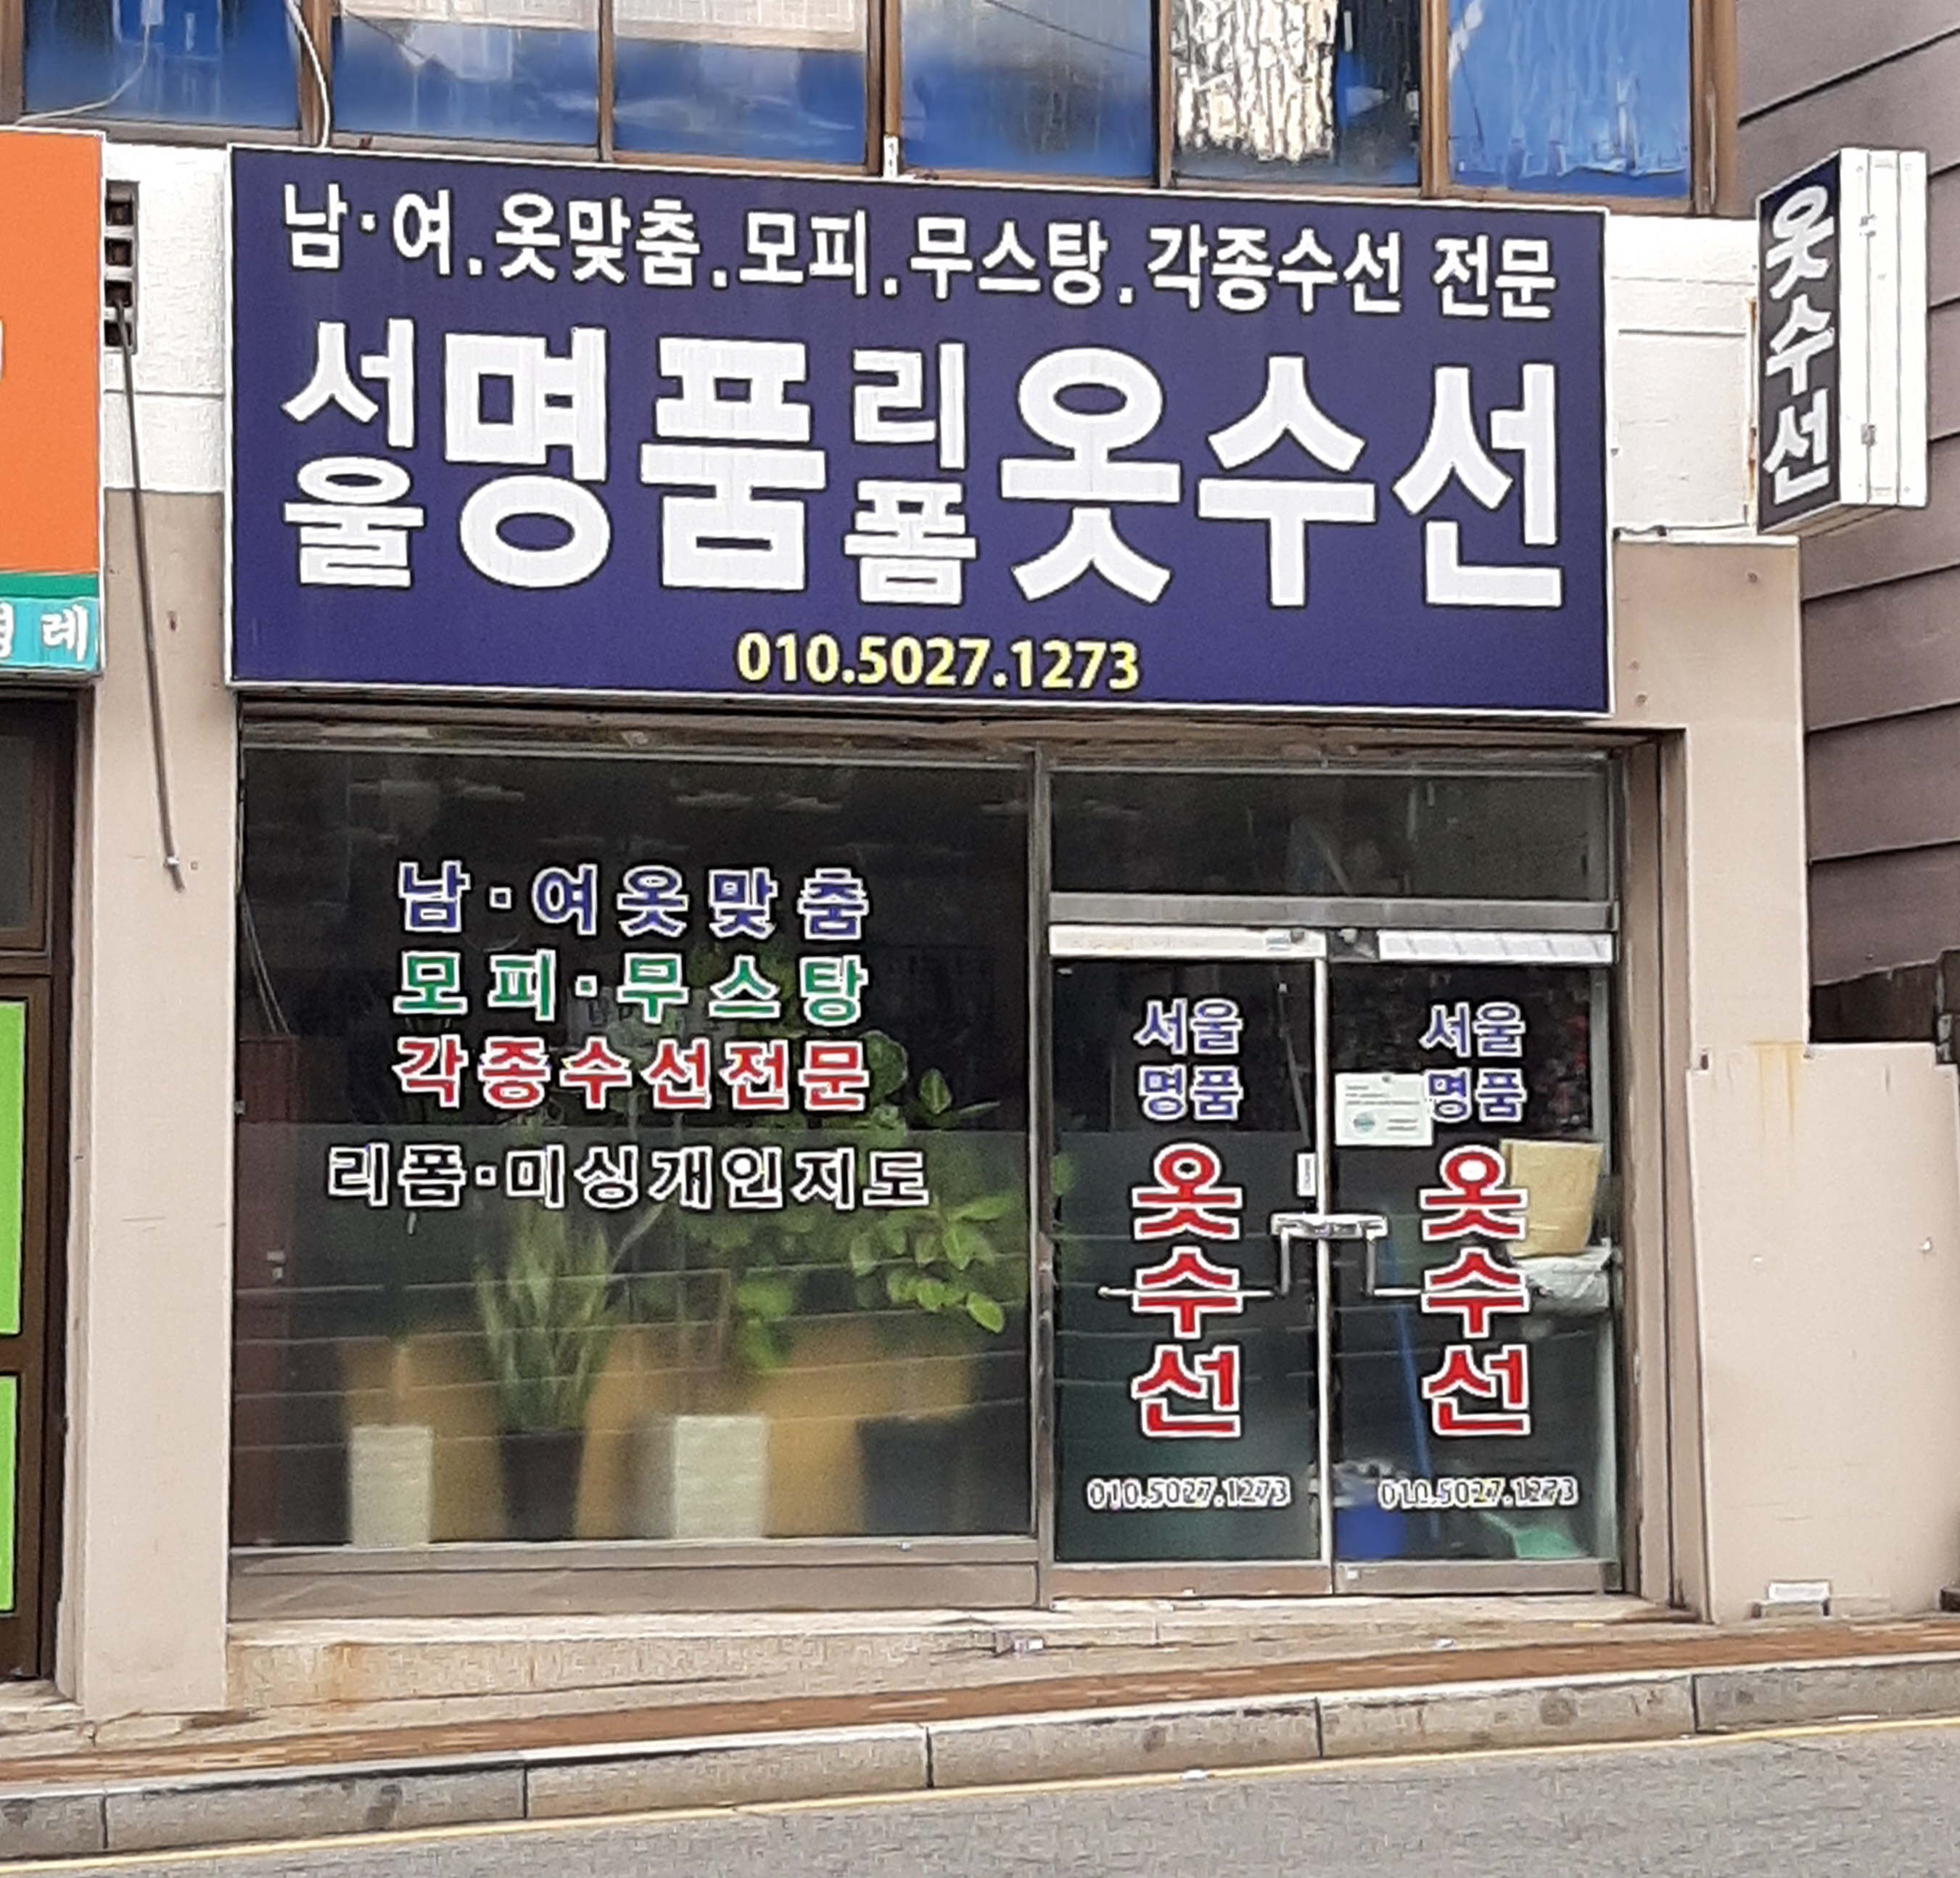 남·여.옷맞춤.모피.무스탕.각종수선 전문
서울명품리폼옷수선
010.5027.1273
옷수선
남·여옷맞춤
모피·무스탕
각종수선전문
리폼·미싱개인지도
서울
명품
옷수선
010.5027.1273
서울
명품
옷수선
010.5027.1273
레